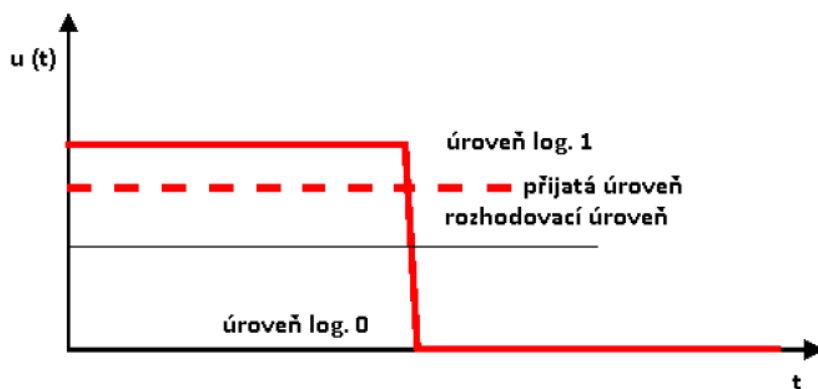 u (t)
úroveň log. 1
přijatá úroveň
rozhodovací úroveň
úroveň log. 0
t